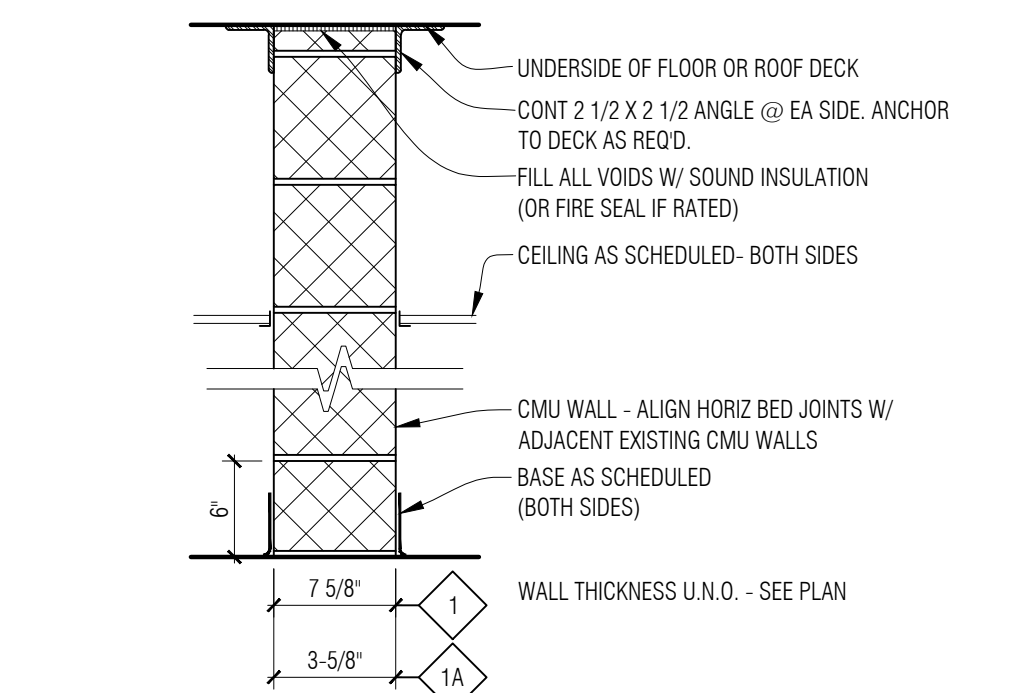 UNDERSIDE OF FLOOR OR ROOF DECK
CONT 2 1/2 X 2 1/2 ANGLE @ EA SIDE. ANCHOR
TO DECK AS REQ'D.
FILL ALL VOIDS W/ SOUND INSULATION
(OR FIRE SEAL IF RATED)
CEILING AS SCHEDULED- BOTH SIDES
CMU WALL - ALIGN HORIZ BED JOINTS W/
ADJACENT EXISTING CMU WALLS
BASE AS SCHEDULED
(BOTH SIDES)
6"
7 5/8"
1
WALL THICKNESS U.N.O. - SEE PLAN
3-5/8"
1A